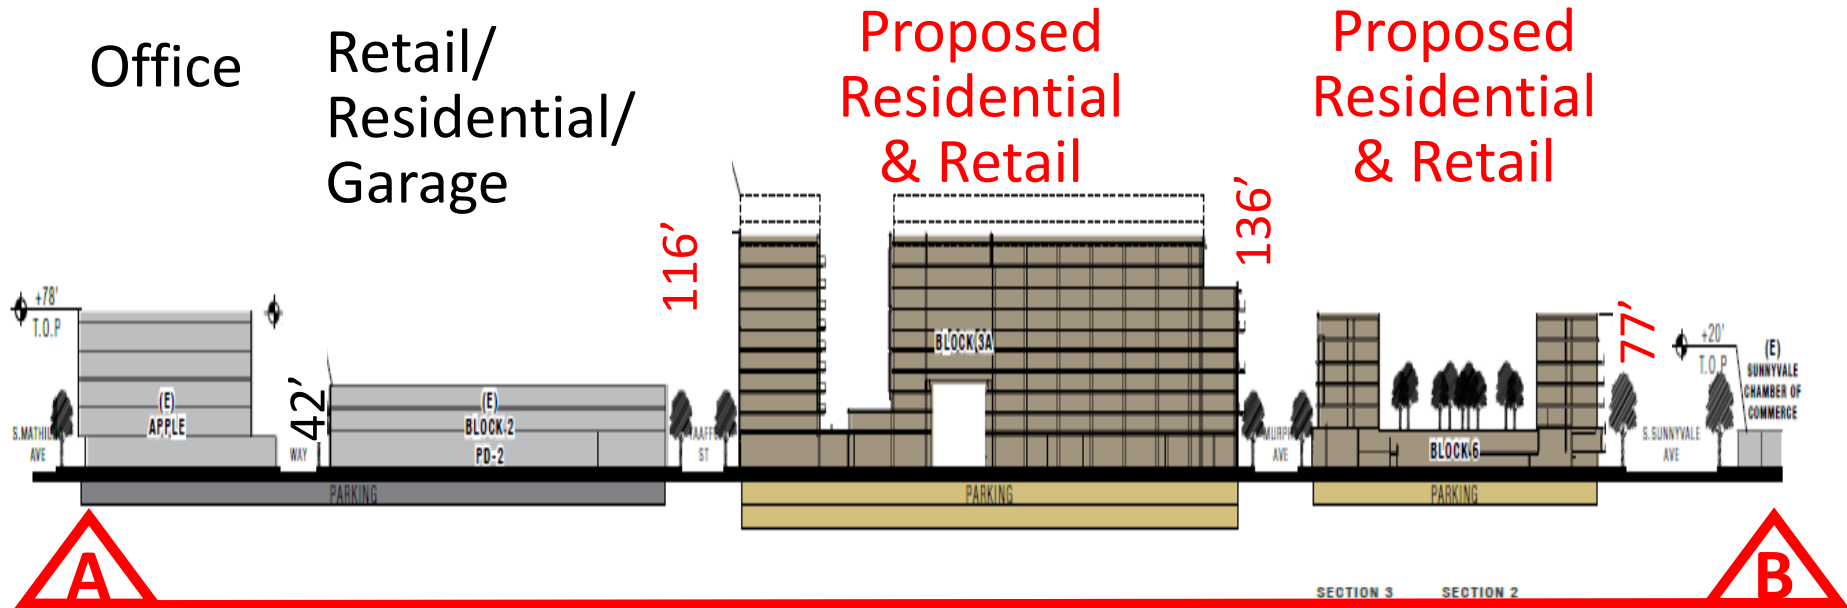 Office
Retail/
Residential/
Garage
Proposed
Residential
& Retail
Proposed
Residential
& Retail
+78'
T.O.P
42’
116’
136’
77’
+20'
T.O.P
(E)
SUNNYVALE
CHAMBER OF
COMMERCE
(E)
APPLE
(E)
BLOCK 2
PD-2
BLOCK 3A
BLOCK 6
AVE
WAY
ST
AVE
S.SUNNYVALE
AVE
PARKING
PARKING
PARKING
A
B
SECTION 3
SECTION 2